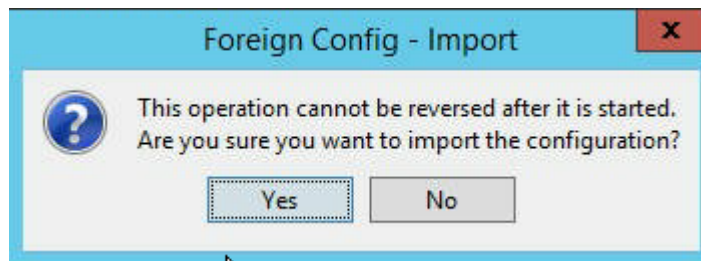 Foreign Config - Import
x
This operation cannot be reversed after it is started.
Are you sure you want to import the configuration?
Yes
No